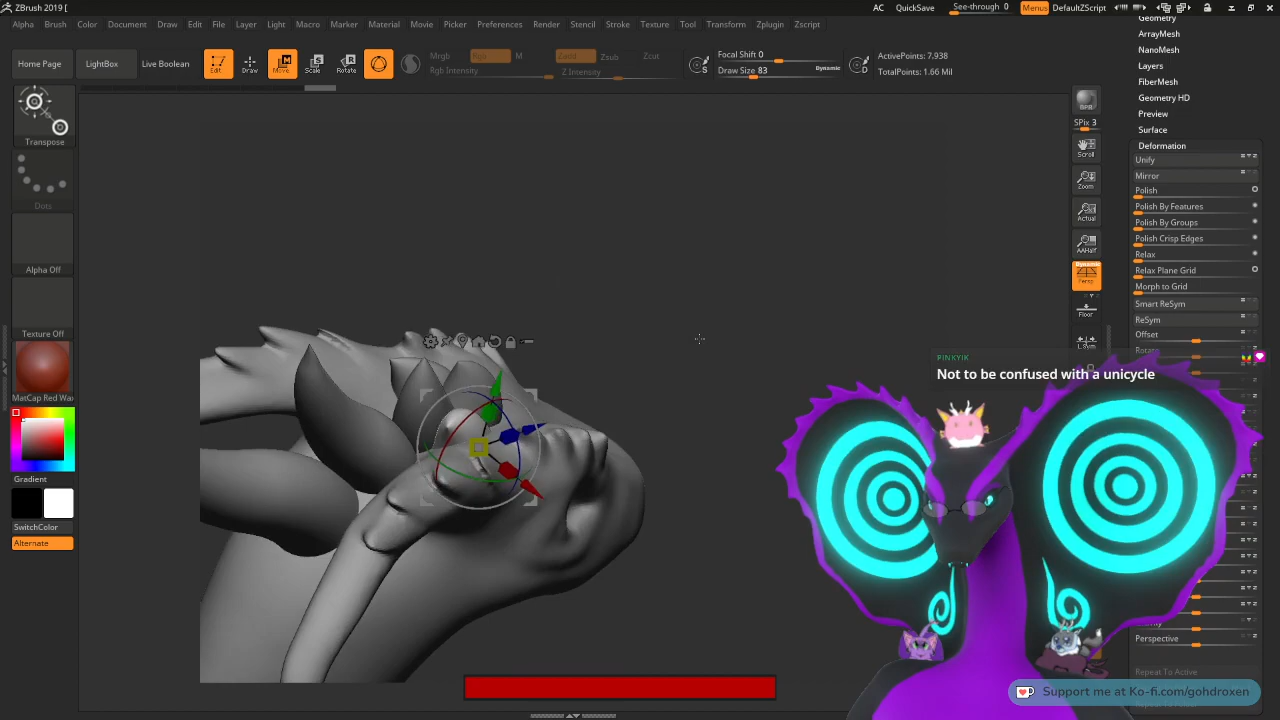 ZBrush 2019 [
AC QuickSave See-through 0 Menus DefaultZScript
Alpha Brush Color Document Draw Edit File Layer Light Macro Marker Material Movie Picker Preferences Render Stencil Stroke Texture Tool Transform Zplugin Zscript
Home Page
LightBox
Live Boolean
Edit
Draw
Move
Scale
Rotate
Mrgb
Rgb
M
Rgb Intensity
Zadd
Zsub
Zcut
Z Intensity
Focal Shift 0
Draw Size 83
Dynamic
ActivePoints: 7.938
TotalPoints: 1.66 Mil
Transpose
Dots
Alpha Off
Texture Off
MatCap Red Wax
Gradient
SwitchColor
Alternate
BPR
SPix 3
Scroll
Zoom
Actual
AAHalf
Dynamic
Persp
Floor
L.Sym
Geometry
ArrayMesh
NanoMesh
Layers
FiberMesh
Geometry HD
Preview
Surface
Deformation
Unify
Mirror
Polish
Polish By Features
Polish By Groups
Polish Crisp Edges
Relax
Relax Plane Grid
Morph to Grid
Smart ReSym
ReSym
Offset
Rotate
Perspective
Repeat To Active
PINKYIK
Not to be confused with a unicycle
Support me at Ko-fi.com/gohdroxen